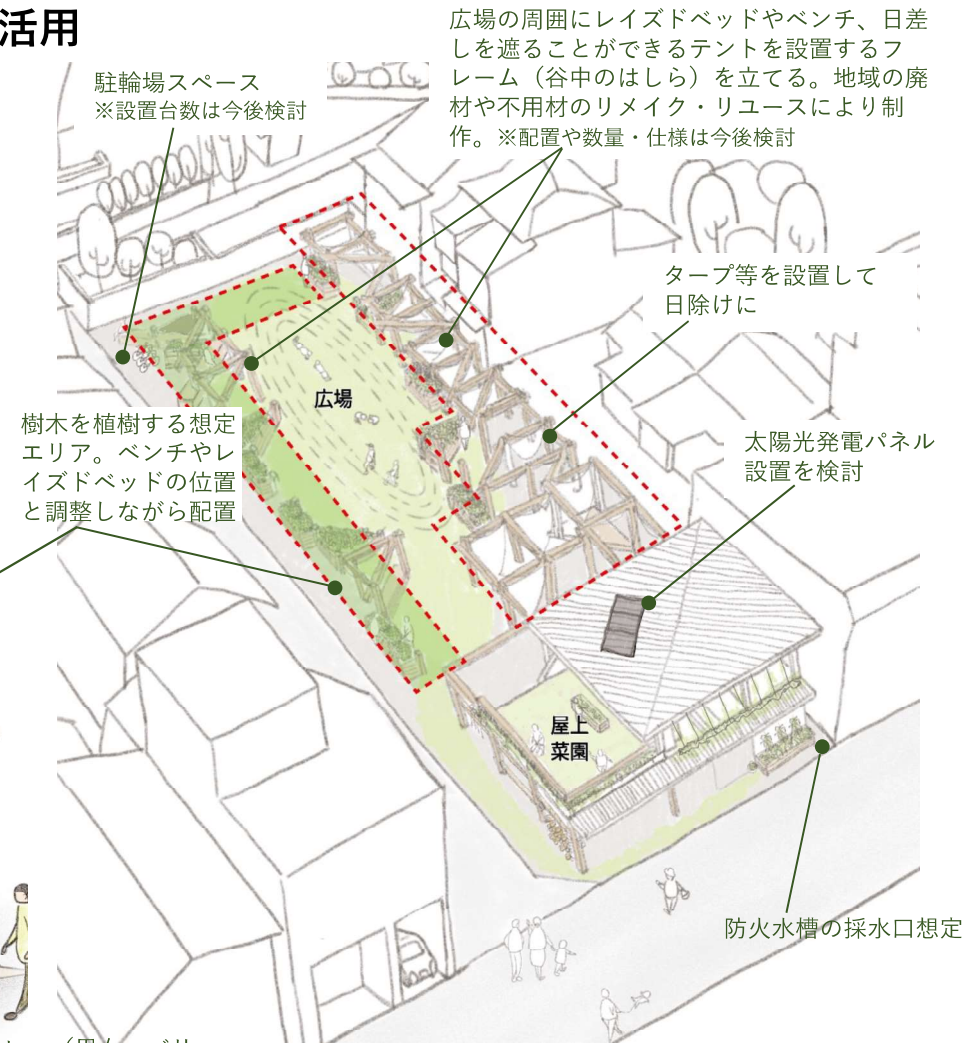 活用
広場の周囲にレイズドベッドやベンチ、日差
しを遮ることができるテントを設置するフ
レーム（谷中のはしら）を立てる。地域の廃
材や不用材のリメイク・リユースにより制
作。※配置や数量・仕様は今後検討
駐輪場スペース
※設置台数は今後検討
タープ等を設置して
日除けに
広場
樹木を植樹する想定
エリア。ベンチやレ
イズドベッドの位置
と調整しながら配置
太陽光発電パネル
設置を検討
屋上
菜園
防火水槽の採水口想定